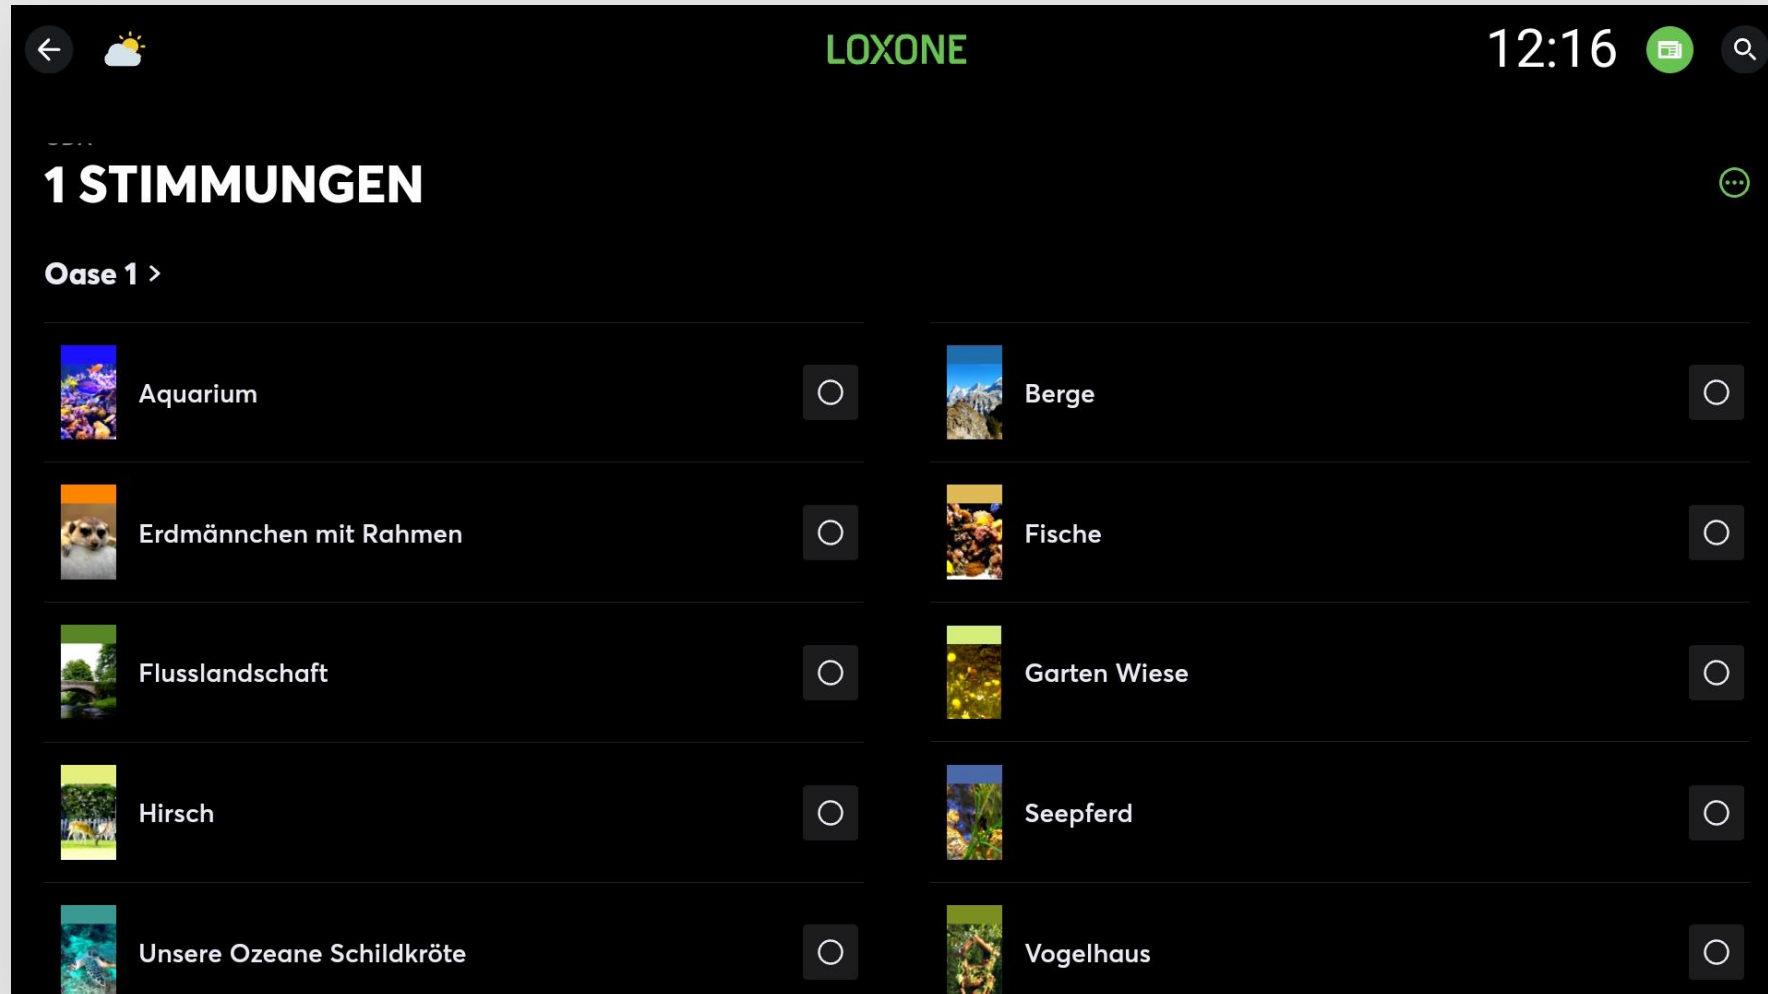 LOXONE
12:16
1 STIMMUNGEN
Oase 1 >
Aquarium
Berge
Erdmännchen mit Rahmen
Fische
Flusslandschaft
Garten Wiese
Hirsch
Seepferd
Unsere Ozeane Schildkröte
Vogelhaus